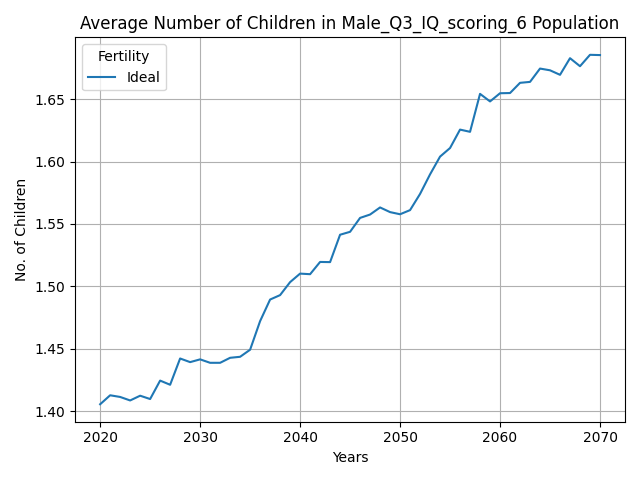 Average Number of Children in Male_Q3_IQ_scoring_6 Population
Fertility
Ideal
No. of Children
1.65
1.60
1.55
1.50
1.45
1.40
2020 2030 2040 2050 2060 2070
Years